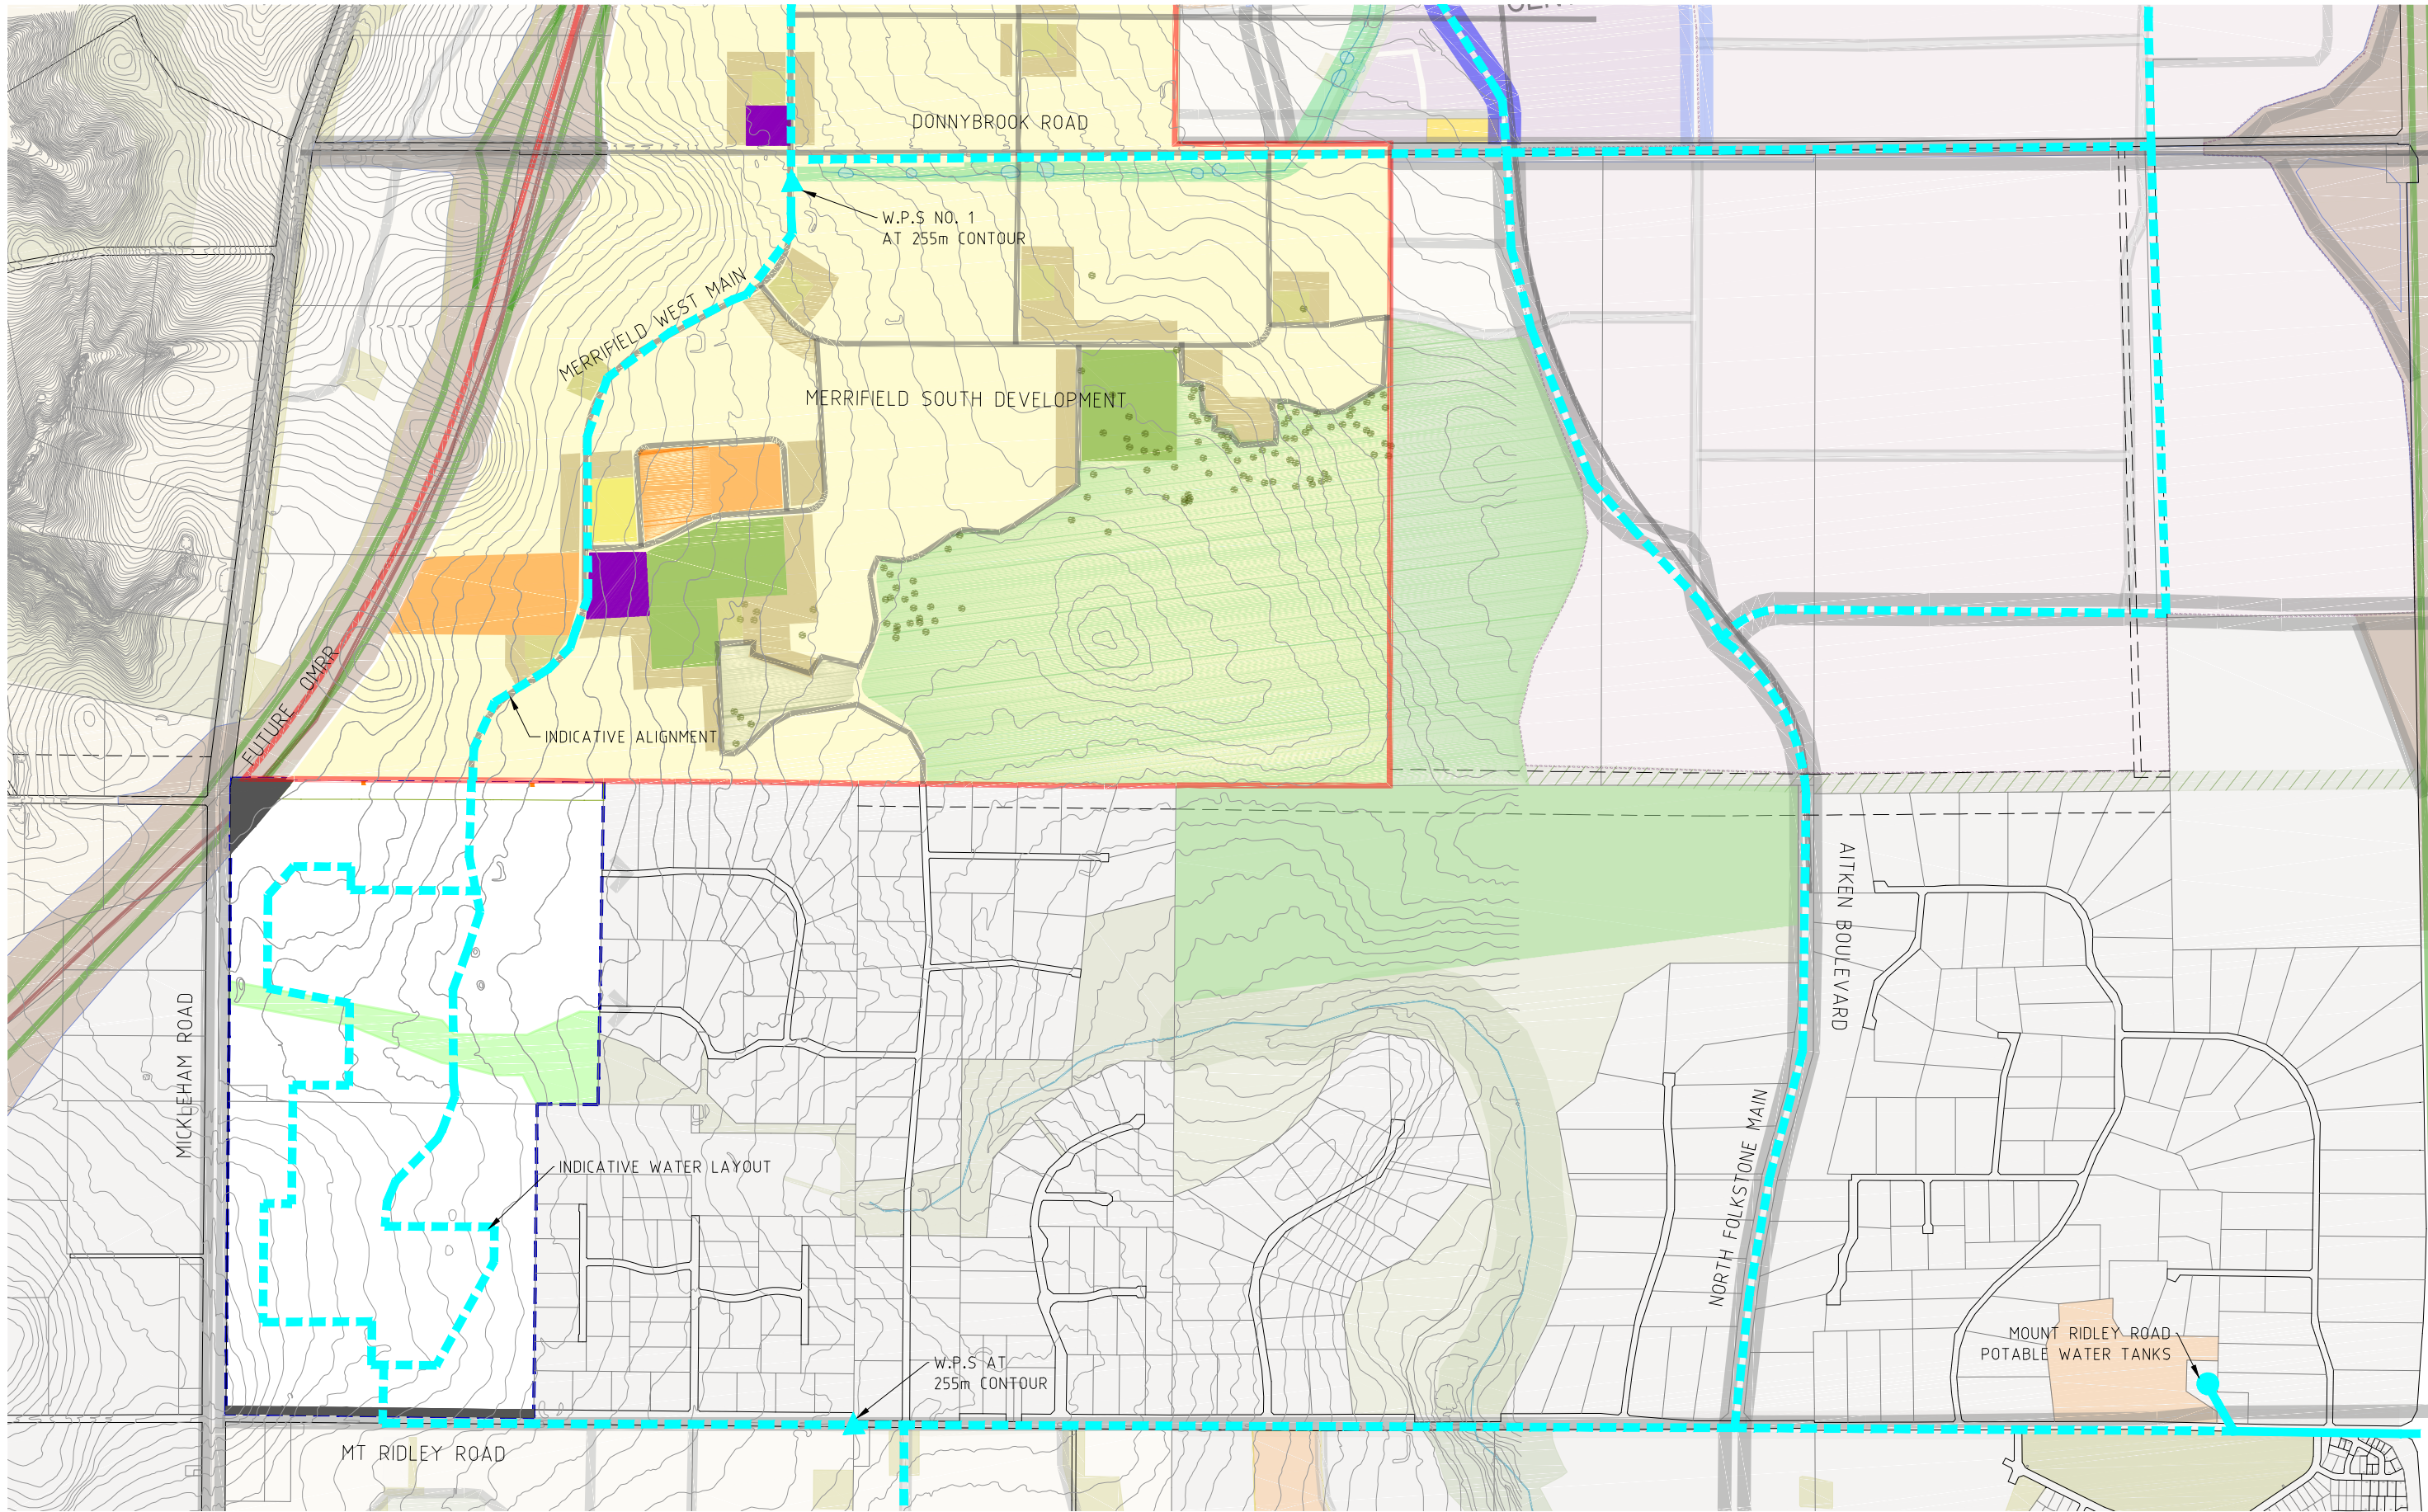 DONNYBROOK ROAD
W.P.S NO. 1
AT 255m CONTOUR
MERRIFIELD WEST MAIN
MERRIFIELD SOUTH DEVELOPMENT
FUTURE OMRR
INDICATIVE ALIGNMENT
AITKEN BOULEVARD
MICKLEHAM ROAD
INDICATIVE WATER LAYOUT
NORTH FOLKSTONE MAIN
MOUNT RIDLEY ROAD
POTABLE WATER TANKS
W.P.S AT
255m CONTOUR
MT RIDLEY ROAD